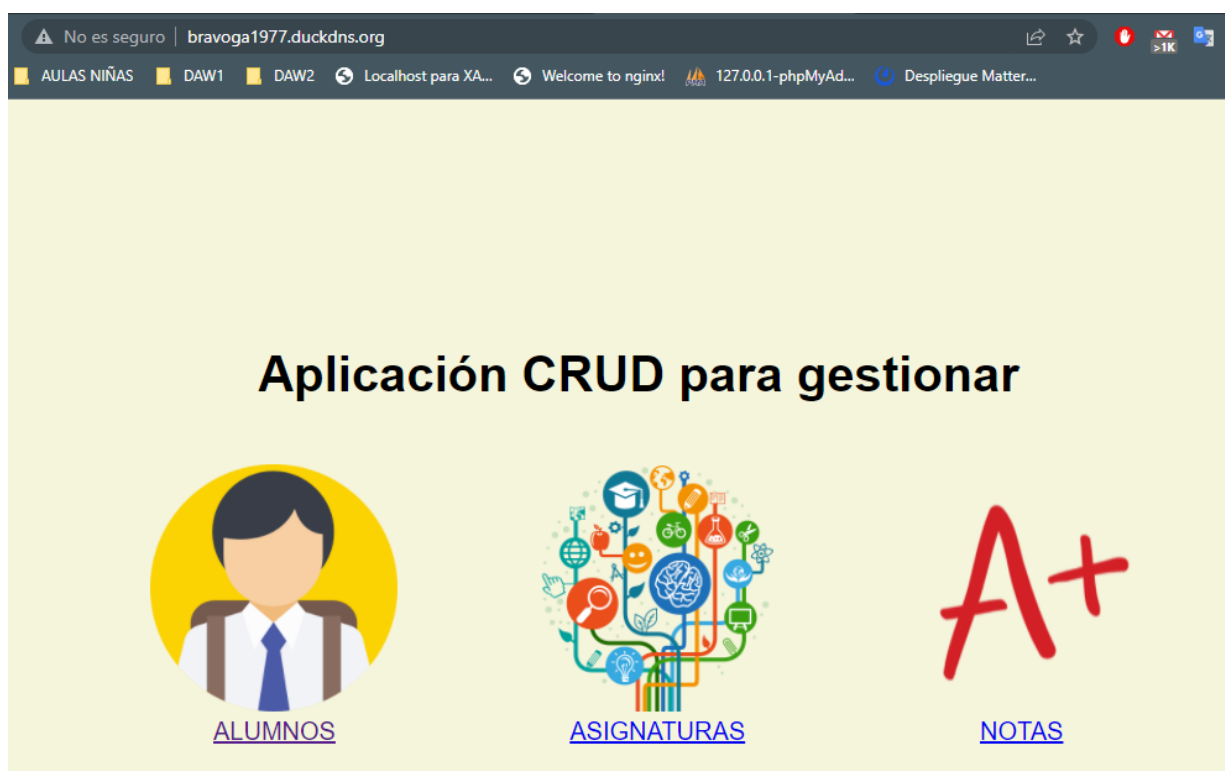 No es seguro | bravoga1977.duckdns.org
>1K
AULAS NIÑAS DAW1 DAW2 Localhost para XA... Welcome to nginx! 127.0.0.1-phpMyAd... Despliegue Matter...
Aplicación CRUD para gestionar
A+
ALUMNOS ASIGNATURAS NOTAS